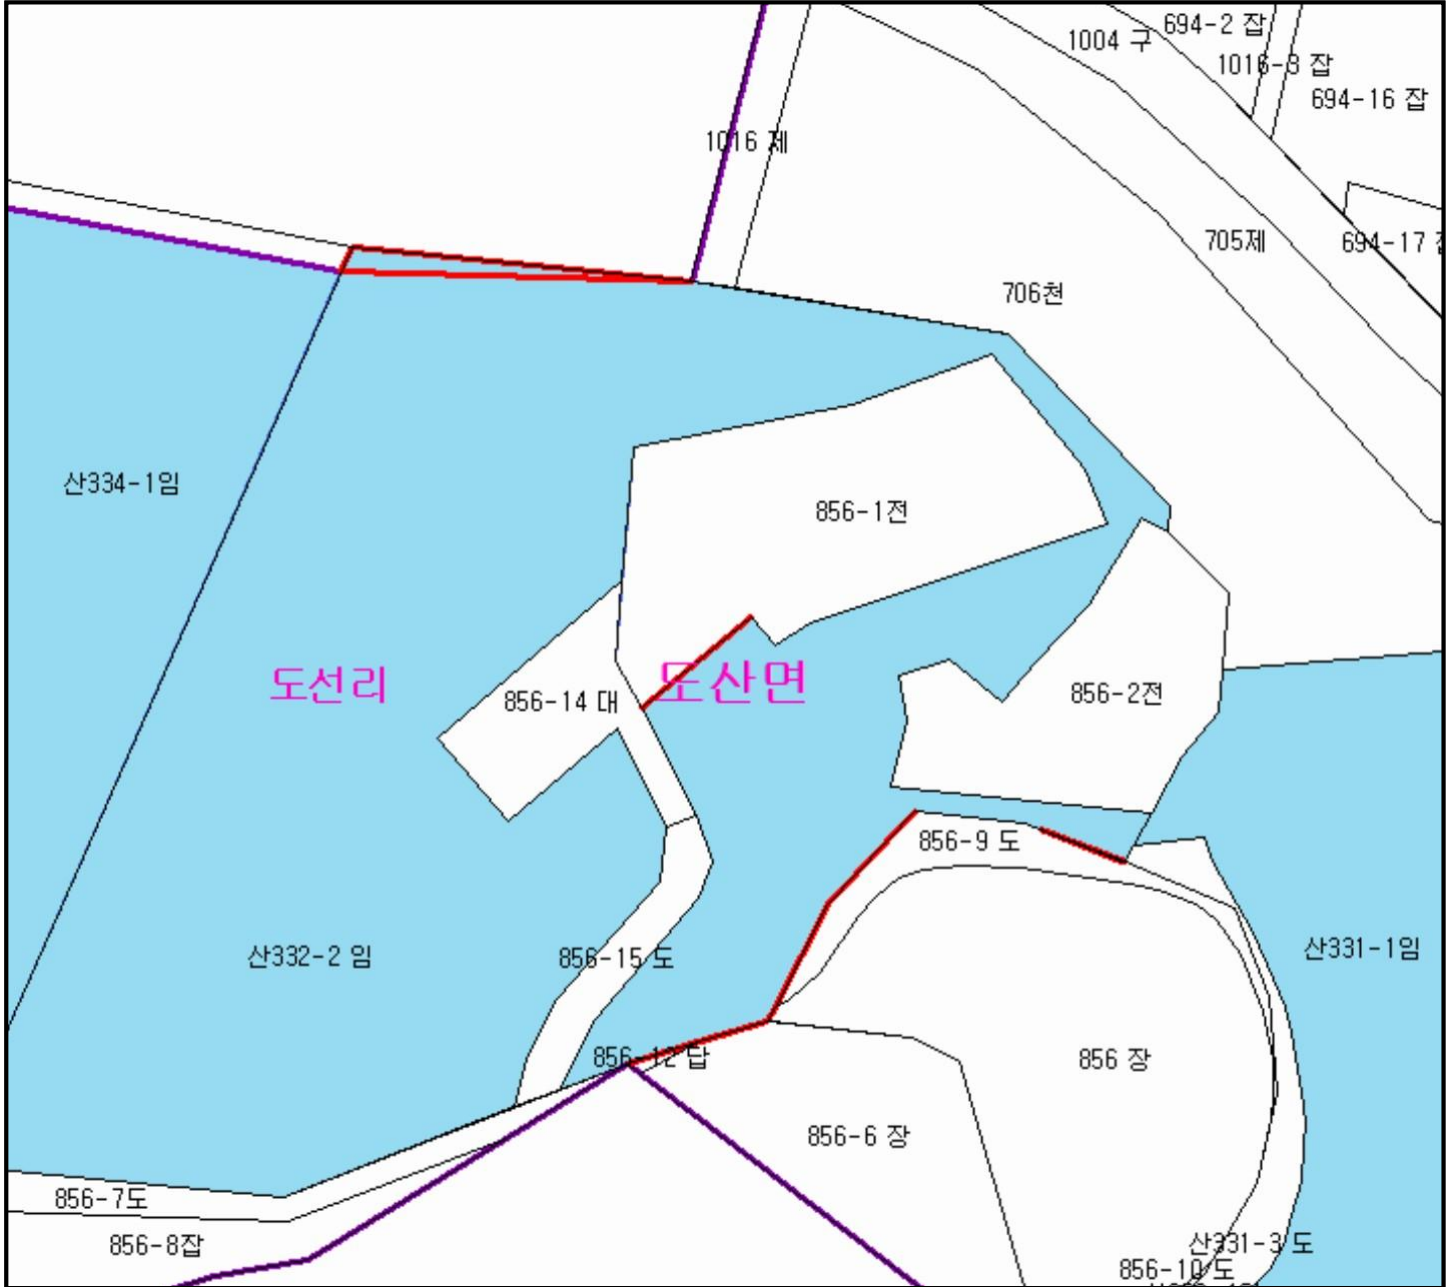 694-2 잡
1004 구
1016-3 잡
694-16 잡
1016 제
705제
694-17
706천
산334-1임
856-1전
도선리
도산면
856-14 대
856-2전
856-9 도
산332-2 임
856-15 도
산331-1임
856-12 답
856 장
856-6 장
856-7도
856-8잡
산331-3 도
856-10 도